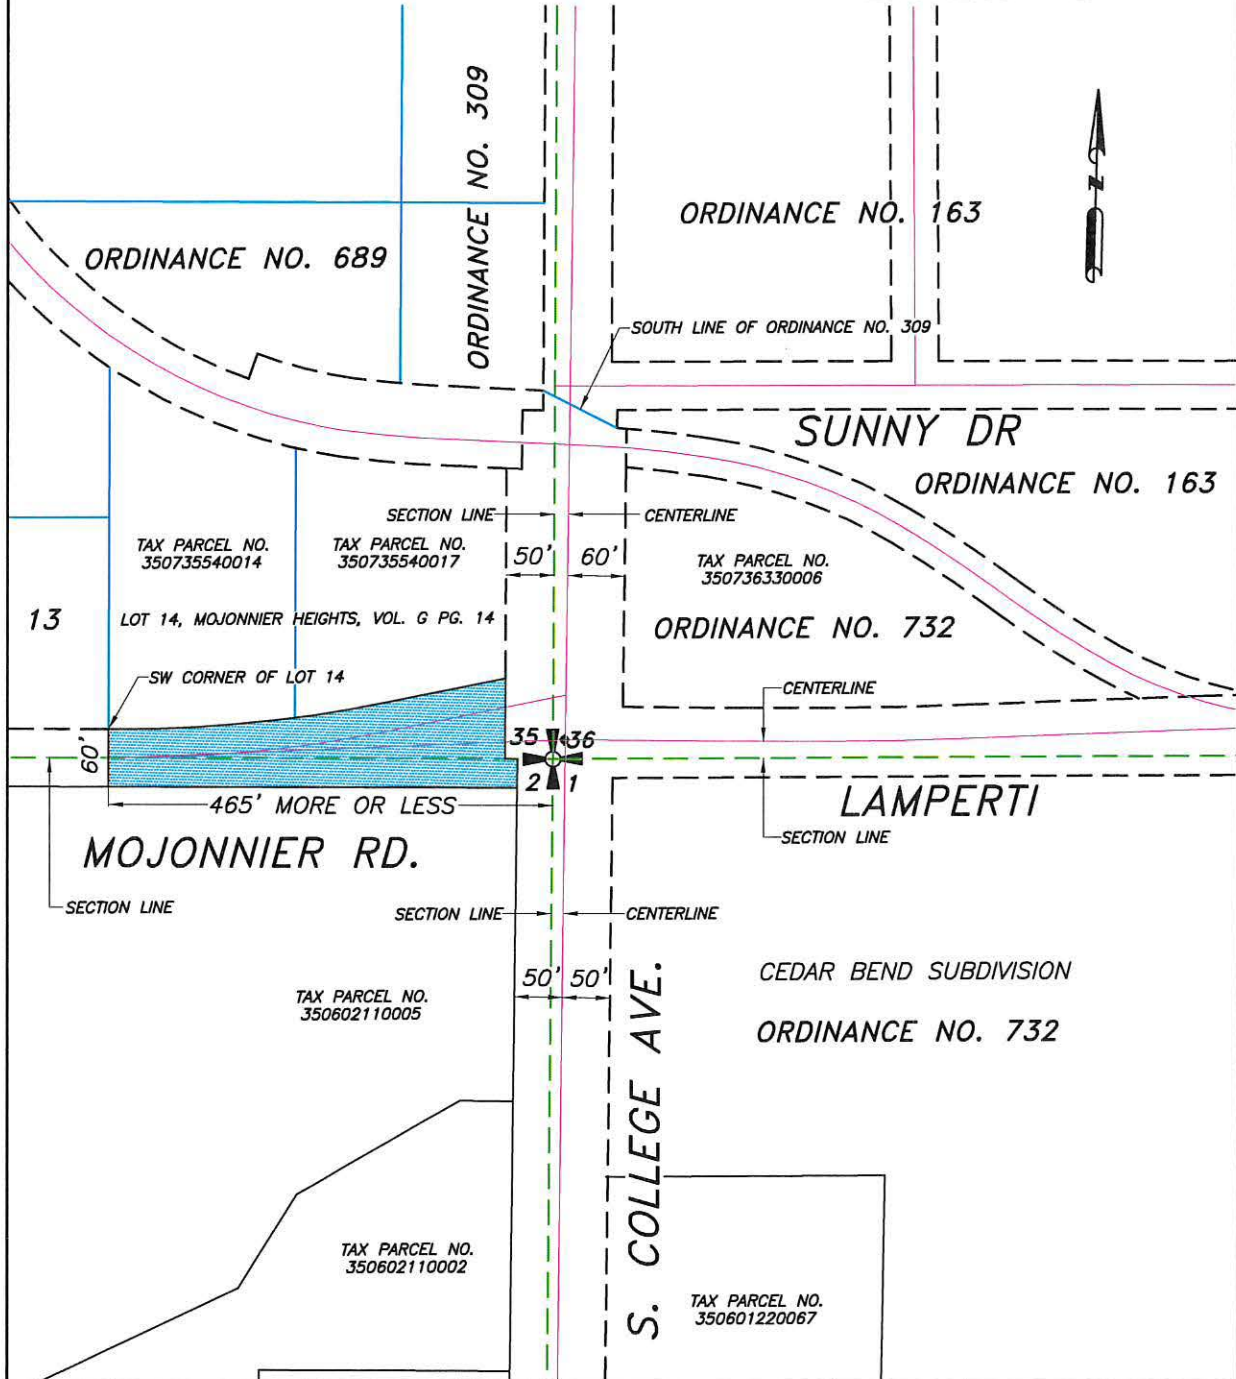 ORDINANCE NO. 309
N
ORDINANCE NO. 163
ORDINANCE NO. 689
SOUTH LINE OF ORDINANCE NO. 309
SUNNY DR
ORDINANCE NO. 163
SECTION LINE
CENTERLINE
TAX PARCEL NO.
350735540014
TAX PARCEL NO.
350735540017
50'
60'
TAX PARCEL NO.
350736330006
13
LOT 14, MOJONNIER HEIGHTS, VOL. G PG. 14
ORDINANCE NO. 732
SW CORNER OF LOT 14
CENTERLINE
35
36
60'
2
1
465' MORE OR LESS
LAMPERTI
SECTION LINE
MOJONNIER RD.
SECTION LINE
SECTION LINE
CENTERLINE
50'
50'
CEDAR BEND SUBDIVISION
TAX PARCEL NO.
350602110005
ORDINANCE NO. 732
S. COLLEGE AVE.
TAX PARCEL NO.
350602110002
TAX PARCEL NO.
350601220067